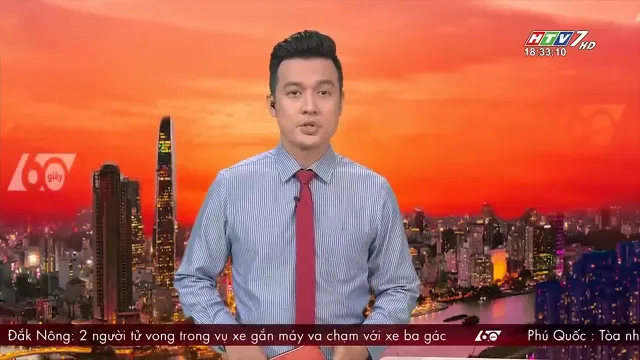 HTV7 HD
18:33:10
60 giây
Đắk Nông: 2 người tử vong trong vụ xe gắn máy va chạm với xe ba gác 60 Phú Quốc : Tòa nh